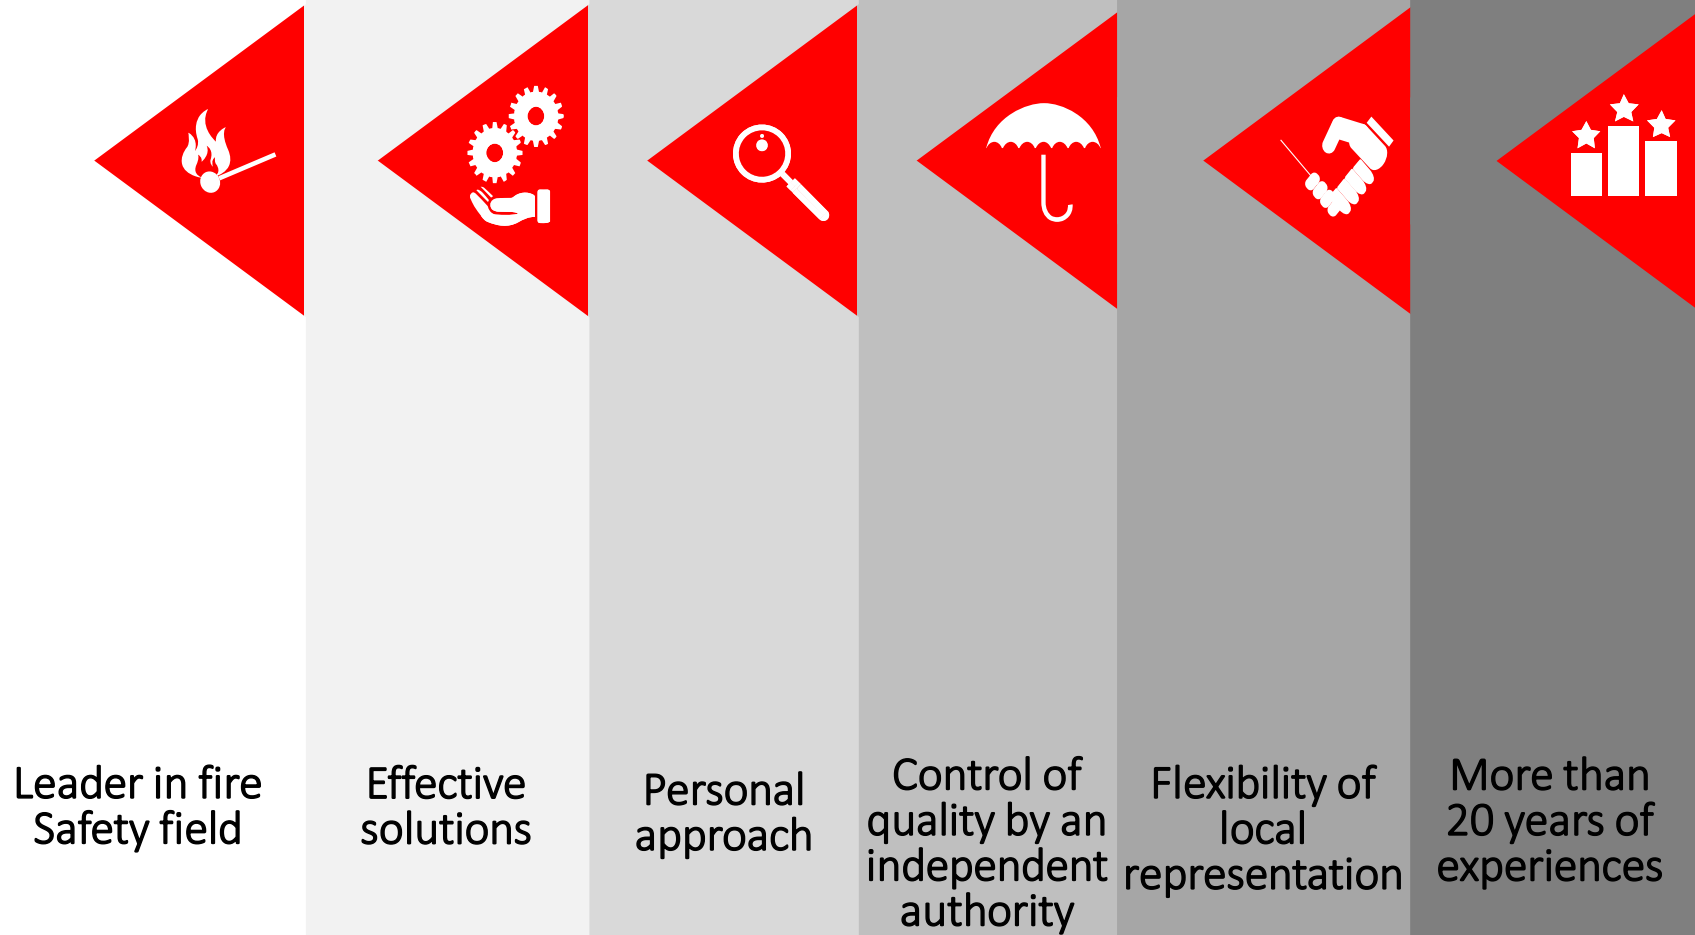 Leader in fire
Safety field
Effective
solutions
Personal
approach
Control of
quality by an
independent
authority
Flexibility of
local
representation
More than
20 years of
experiences